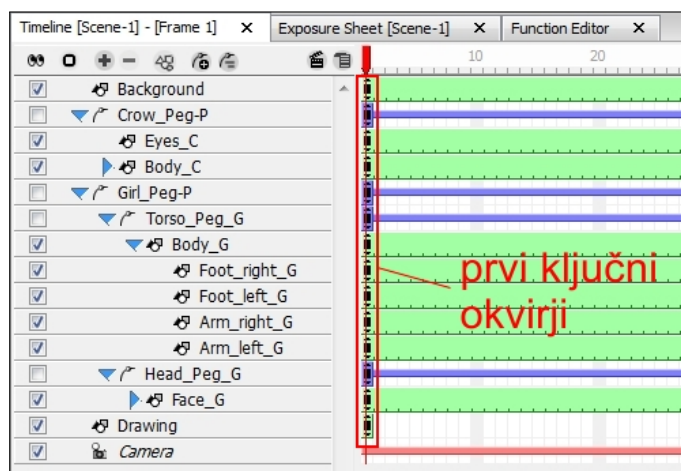 Timeline [Scene-1] - [Frame 1] X Exposure Sheet [Scene-1] X Function Editor X
10 20
Background
Crow_Peg-P
Eyes_C
Body_C
Girl_Peg-P
Torso_Peg_G
Body_G
Foot_right_G
Foot_left_G
Arm_right_G
Arm_left_G
Head_Peg_G
Face_G
Drawing
Camera
prvi ključni
okvirji